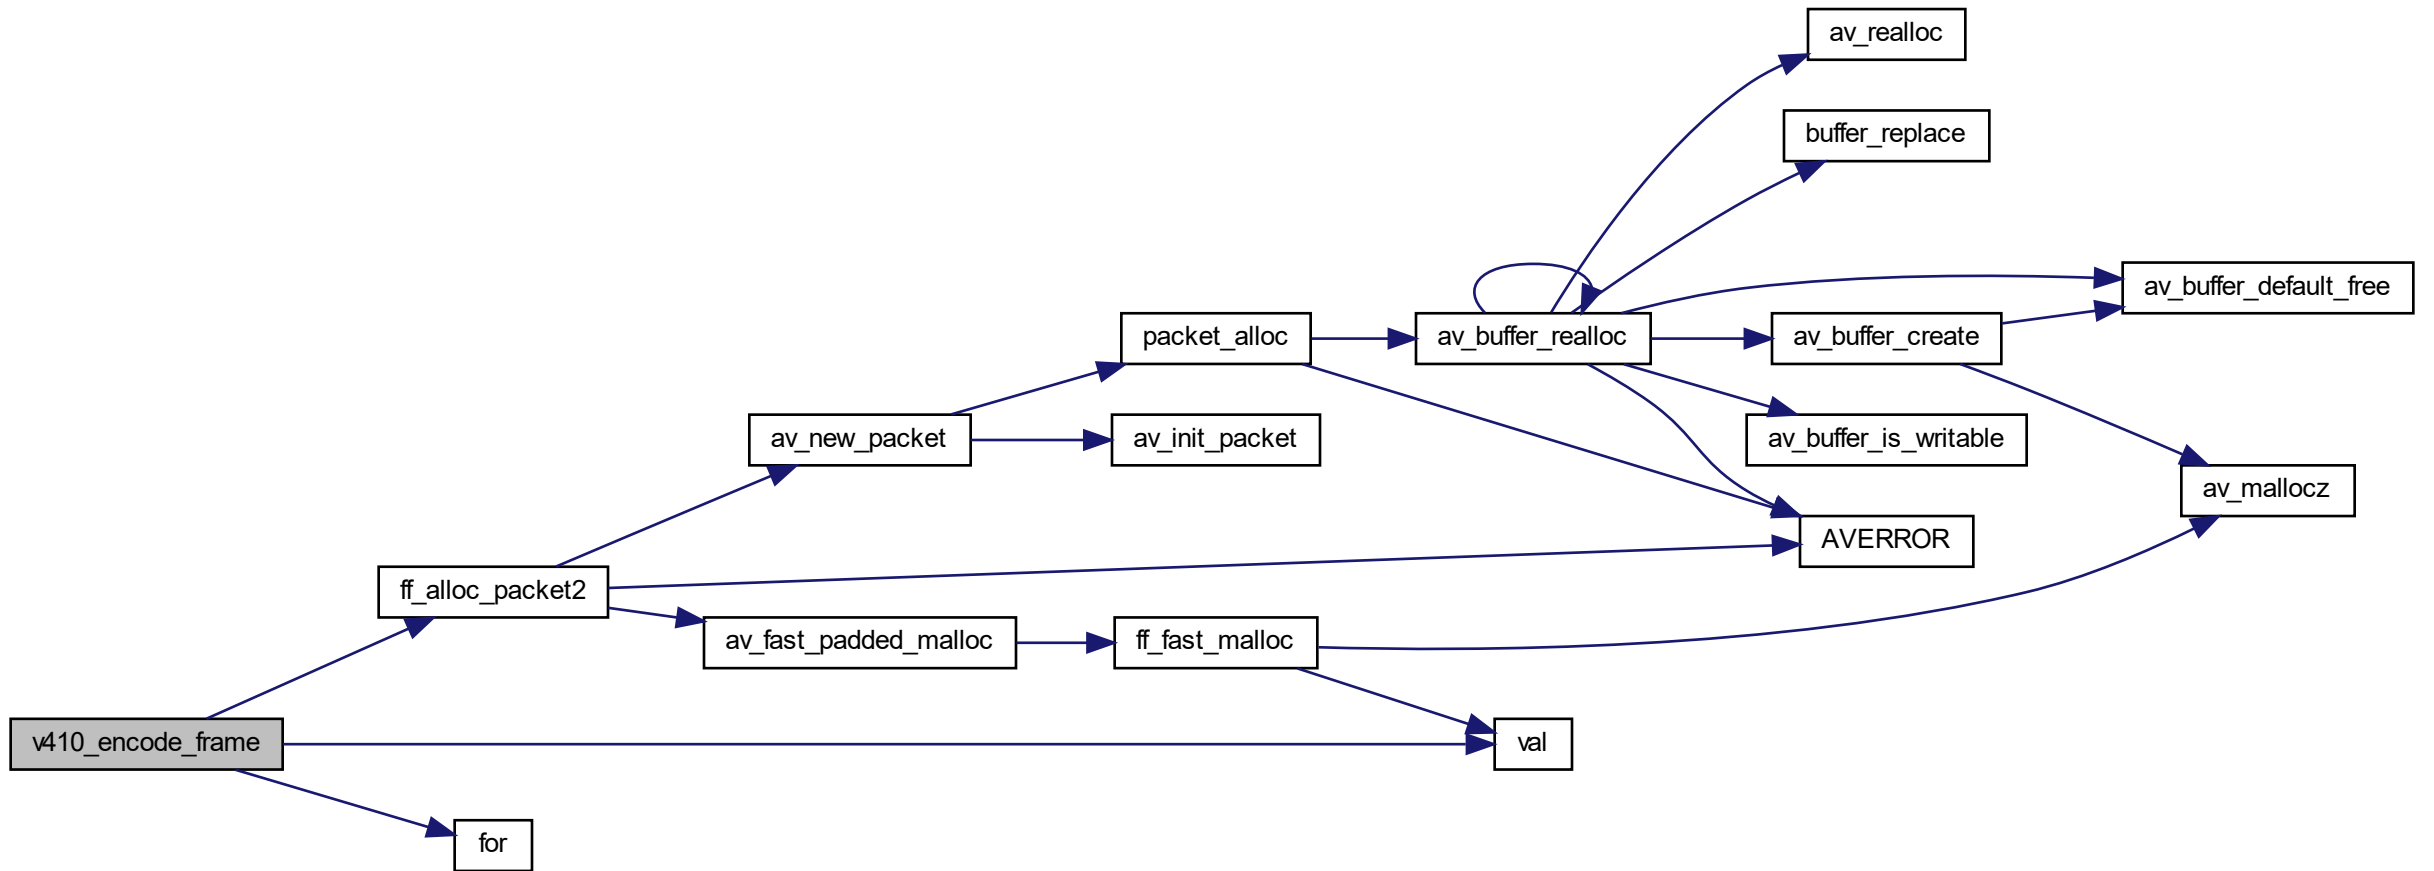 av_realloc
buffer_replace
av_buffer_default_free
packet_alloc
av_buffer_realloc
av_buffer_create
av_new_packet
av_init_packet
av_buffer_is_writable
av_mallocz
AVERROR
ff_alloc_packet2
av_fast_padded_malloc
ff_fast_malloc
v410_encode_frame
val
for